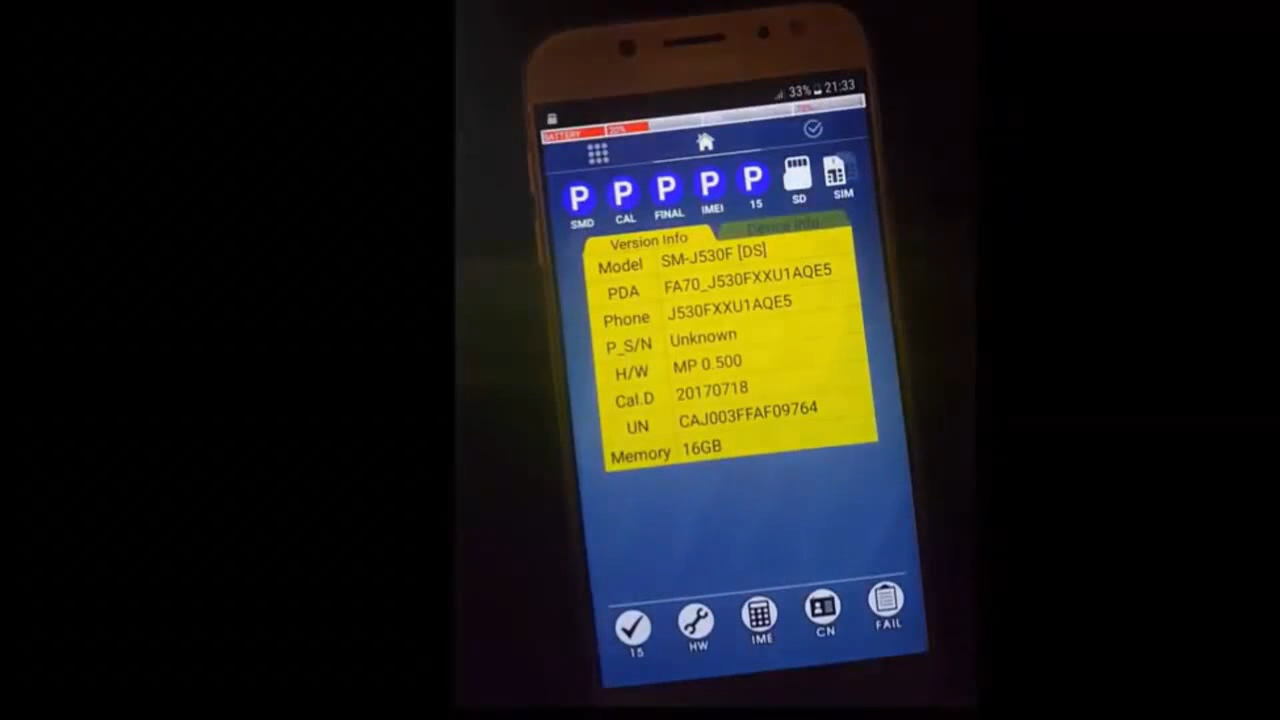 33% 21:33
BATTERY 20%
P P P P P
SMD CAL FINAL IMEI 15 SD SIM
Version Info Device Info
Model SM-J530F [DS]
PDA FA70_J530FXXU1AQE5
Phone J530FXXU1AQE5
P_S/N Unknown
H/W MP 0.500
Cal.D 20170718
UN CAJ003FFAF09764
Memory 16GB
15 HW IME CN FAIL